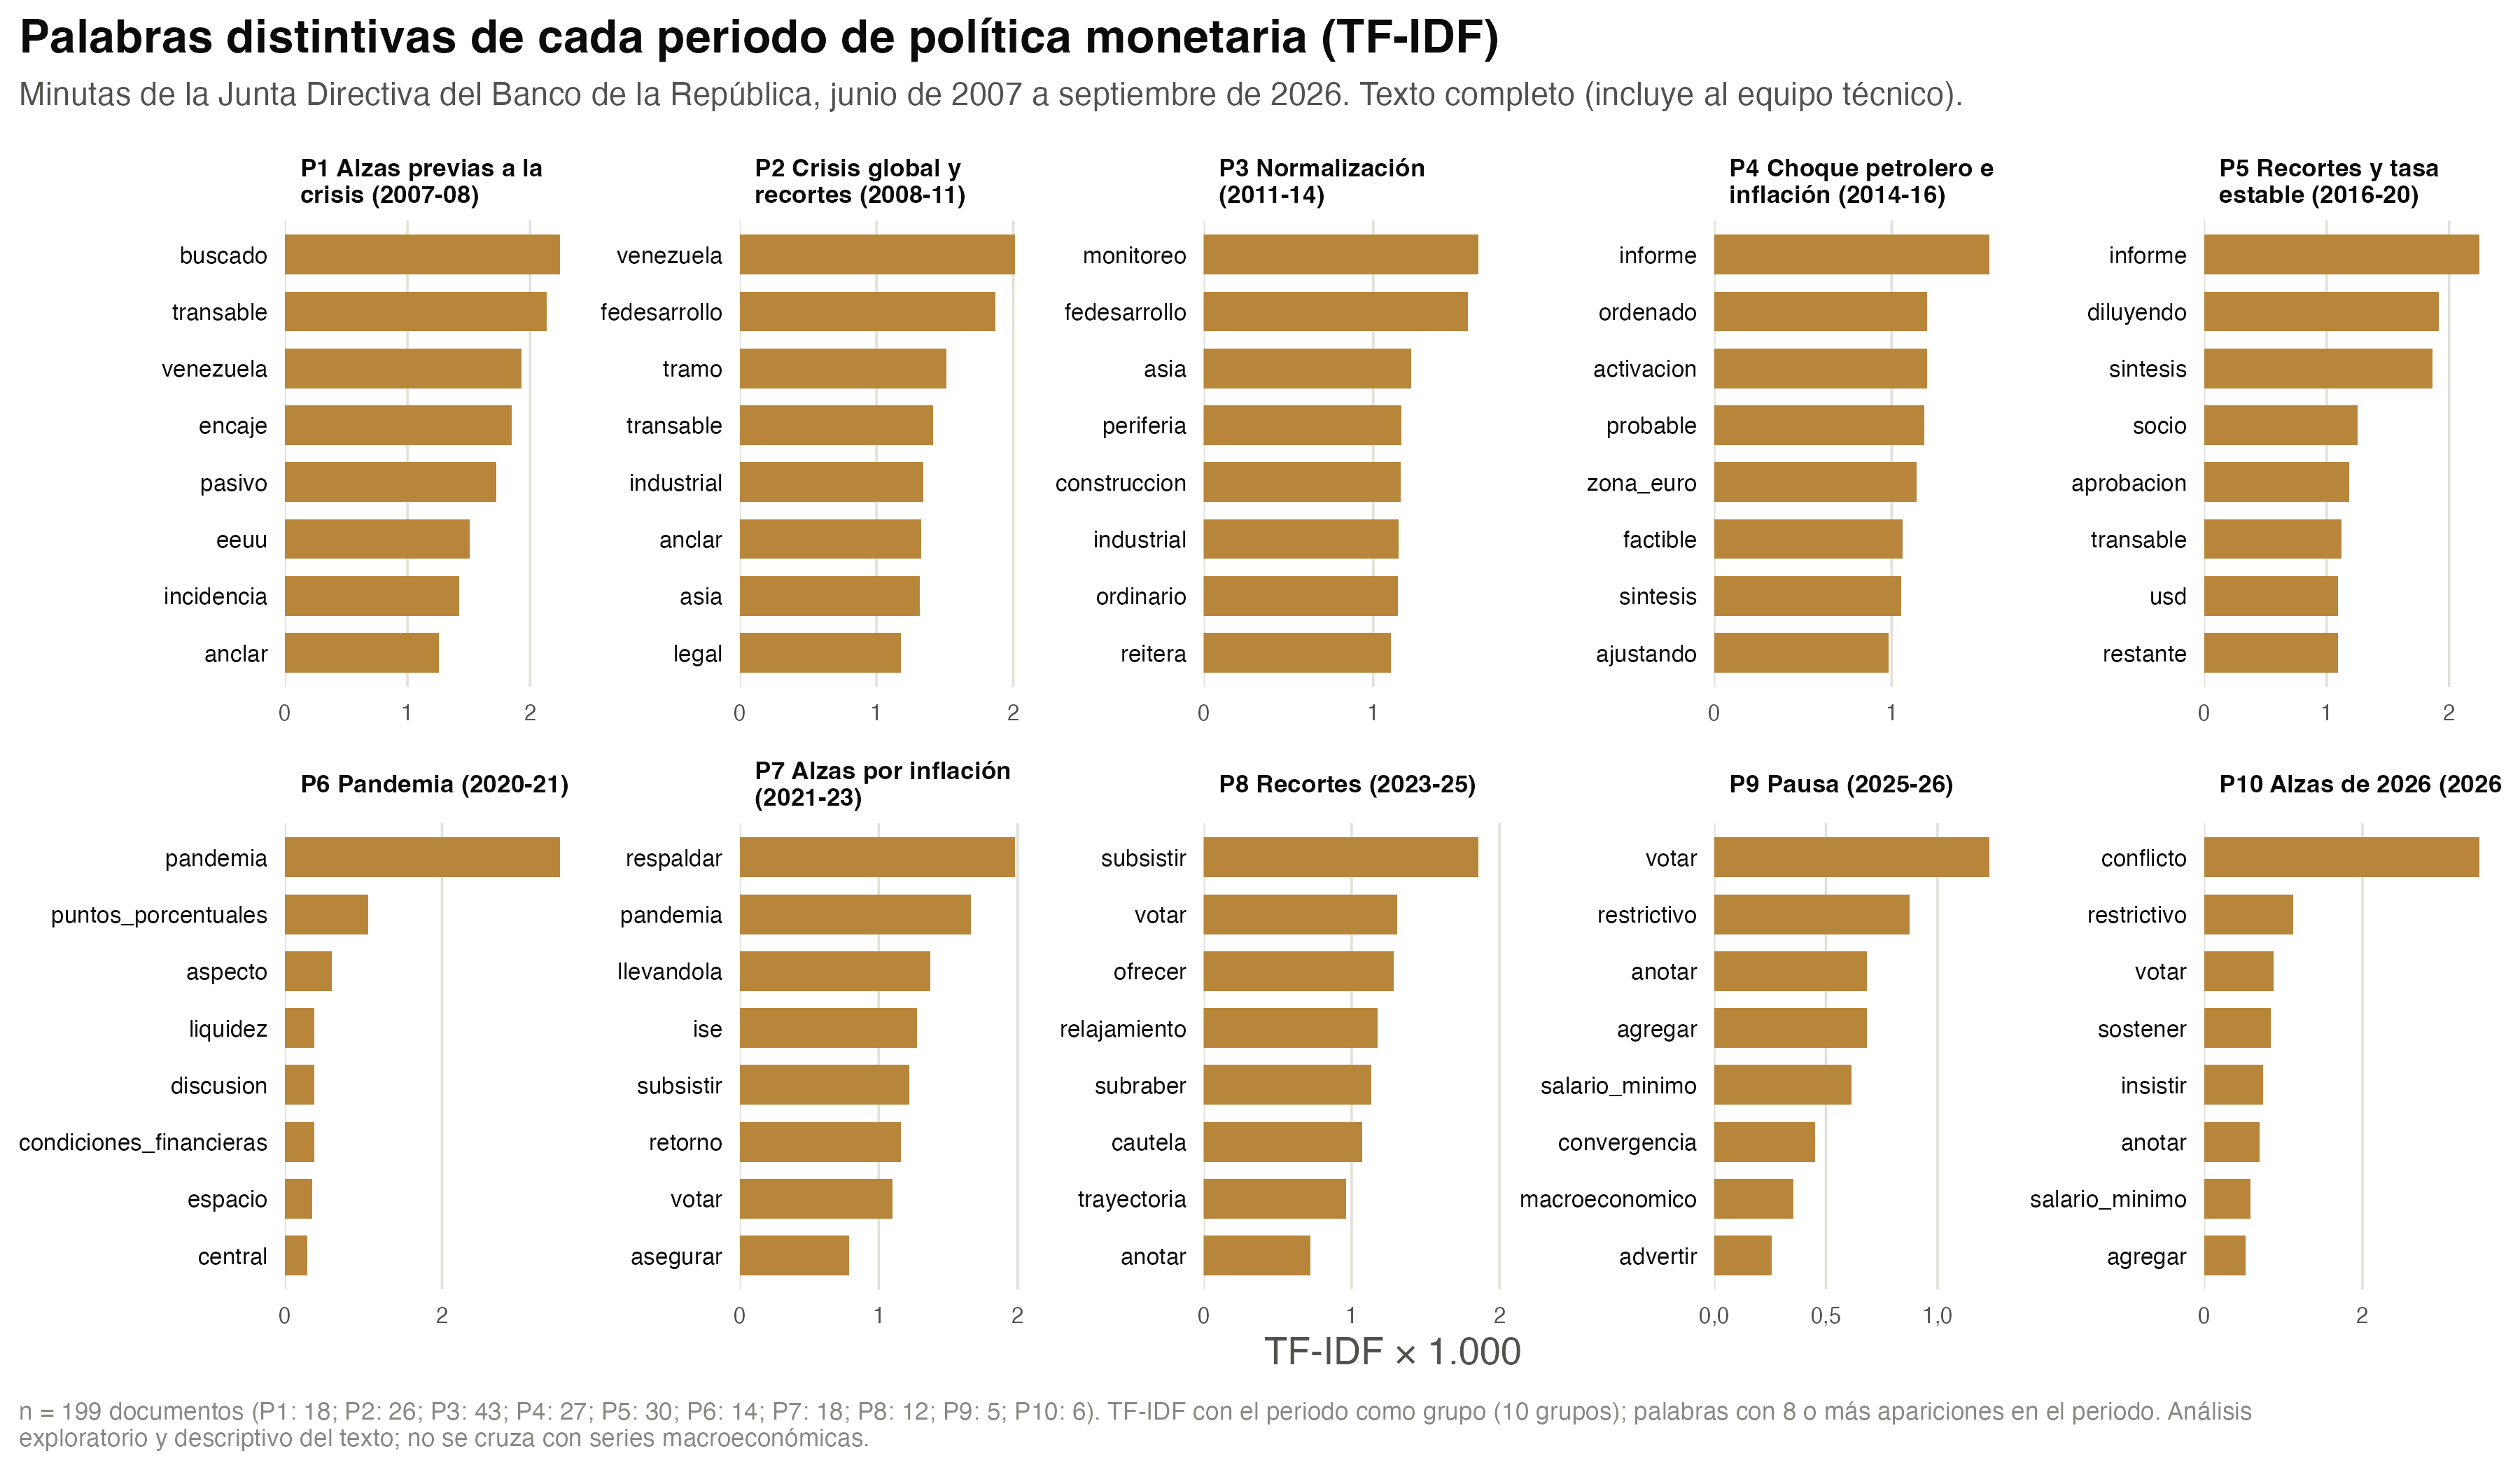 Palabras distintivas de cada periodo de política monetaria (TF-IDF)
Minutas de la Junta Directiva del Banco de la República, junio de 2007 a septiembre de 2026. Texto completo (incluye al equipo técnico).
P1 Alzas previas a la
crisis (2007-08)
buscado
transable
venezuela
encaje
pasivo
eeuu
incidencia
anclar
0 1 2
P2 Crisis global y
recortes (2008-11)
venezuela
fedesarrollo
tramo
transable
industrial
anclar
asia
legal
0 1 2
P3 Normalización
(2011-14)
monitoreo
fedesarrollo
asia
periferia
construccion
industrial
ordinario
reitera
0 1
P4 Choque petrolero e
inflación (2014-16)
informe
ordenado
activacion
probable
zona_euro
factible
sintesis
ajustando
0 1
P5 Recortes y tasa
estable (2016-20)
informe
diluyendo
sintesis
socio
aprobacion
transable
usd
restante
0 1 2
P6 Pandemia (2020-21)
pandemia
puntos_porcentuales
aspecto
liquidez
discusion
condiciones_financieras
espacio
central
0 2
P7 Alzas por inflación
(2021-23)
respaldar
pandemia
llevandola
ise
subsistir
retorno
votar
asegurar
0 1 2
P8 Recortes (2023-25)
subsistir
votar
ofrecer
relajamiento
subraber
cautela
trayectoria
anotar
0 1 2
P9 Pausa (2025-26)
votar
restrictivo
anotar
agregar
salario_minimo
convergencia
macroeconomico
advertir
0,0 0,5 1,0
P10 Alzas de 2026 (2026
conflicto
restrictivo
votar
sostener
insistir
anotar
salario_minimo
agregar
0 2
TF-IDF × 1.000
n = 199 documentos (P1: 18; P2: 26; P3: 43; P4: 27; P5: 30; P6: 14; P7: 18; P8: 12; P9: 5; P10: 6). TF-IDF con el periodo como grupo (10 grupos); palabras con 8 o más apariciones en el periodo. Análisis
exploratorio y descriptivo del texto; no se cruza con series macroeconómicas.